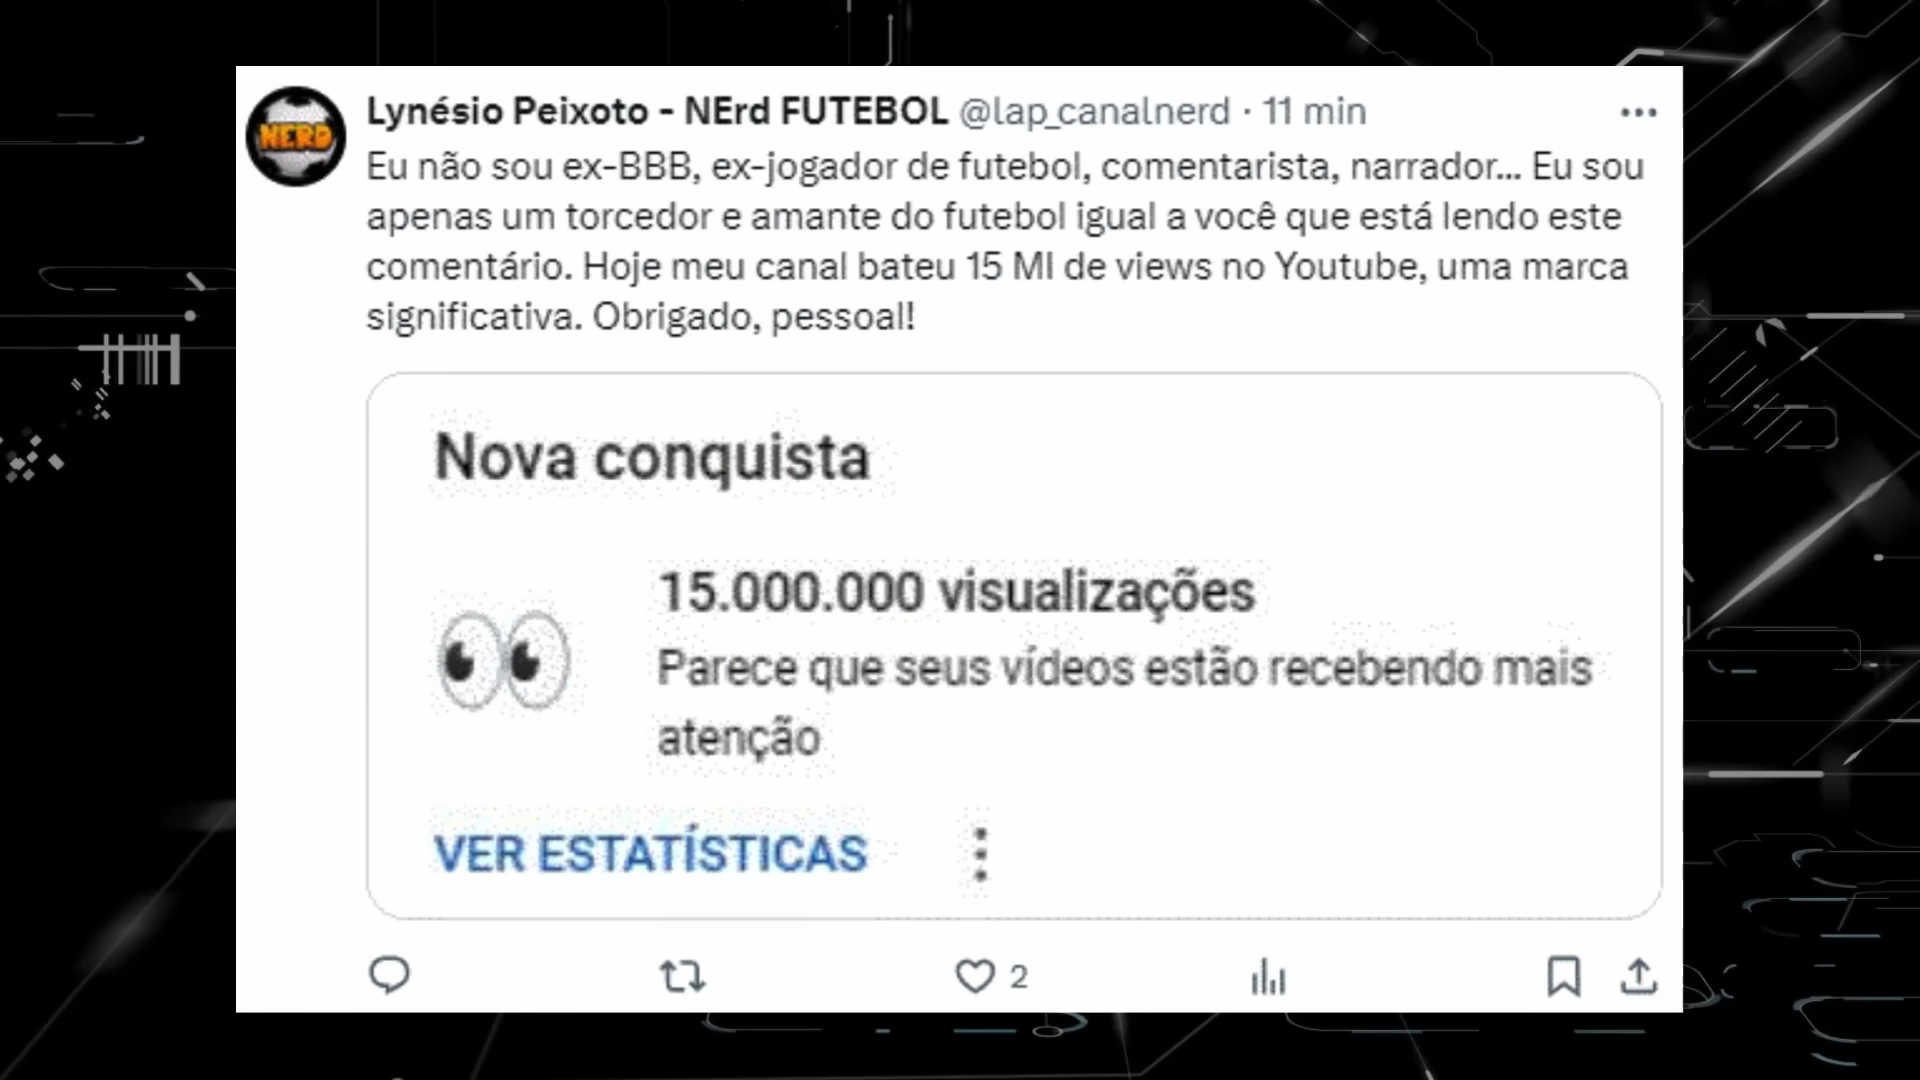 NERD
Lynésio Peixoto - NErd FUTEBOL @lap_canalnerd · 11 min
Eu não sou ex-BBB, ex-jogador de futebol, comentarista, narrador... Eu sou
apenas um torcedor e amante do futebol igual a você que está lendo este
comentário. Hoje meu canal bateu 15 MI de views no Youtube, uma marca
significativa. Obrigado, pessoal!
Nova conquista
15.000.000 visualizações
Parece que seus vídeos estão recebendo mais
atenção
VER ESTATÍSTICAS
2